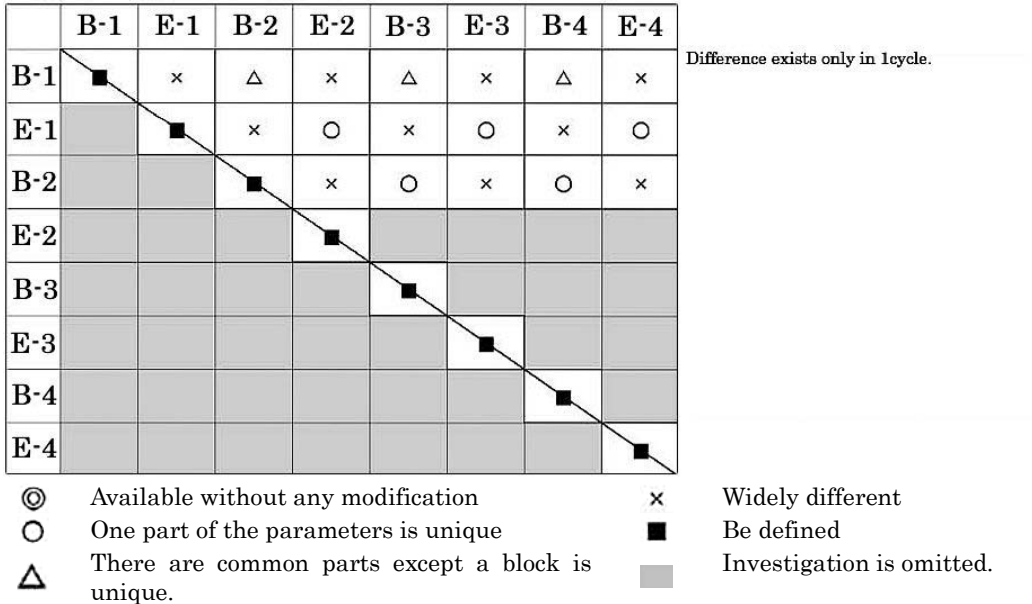 B-1 E-1 B-2 E-2 B-3 E-3 B-4 E-4
B-1 ■ × △ × △ × △ ×
Difference exists only in 1cycle.
E-1 ■ × ○ × ○ × ○
B-2 ■ × ○ × ○ ×
E-2 ■
B-3 ■
E-3 ■
B-4 ■
E-4 ■
◎ Available without any modification × Widely different
○ One part of the parameters is unique ■ Be defined
△ There are common parts except a block is Investigation is omitted.
unique.